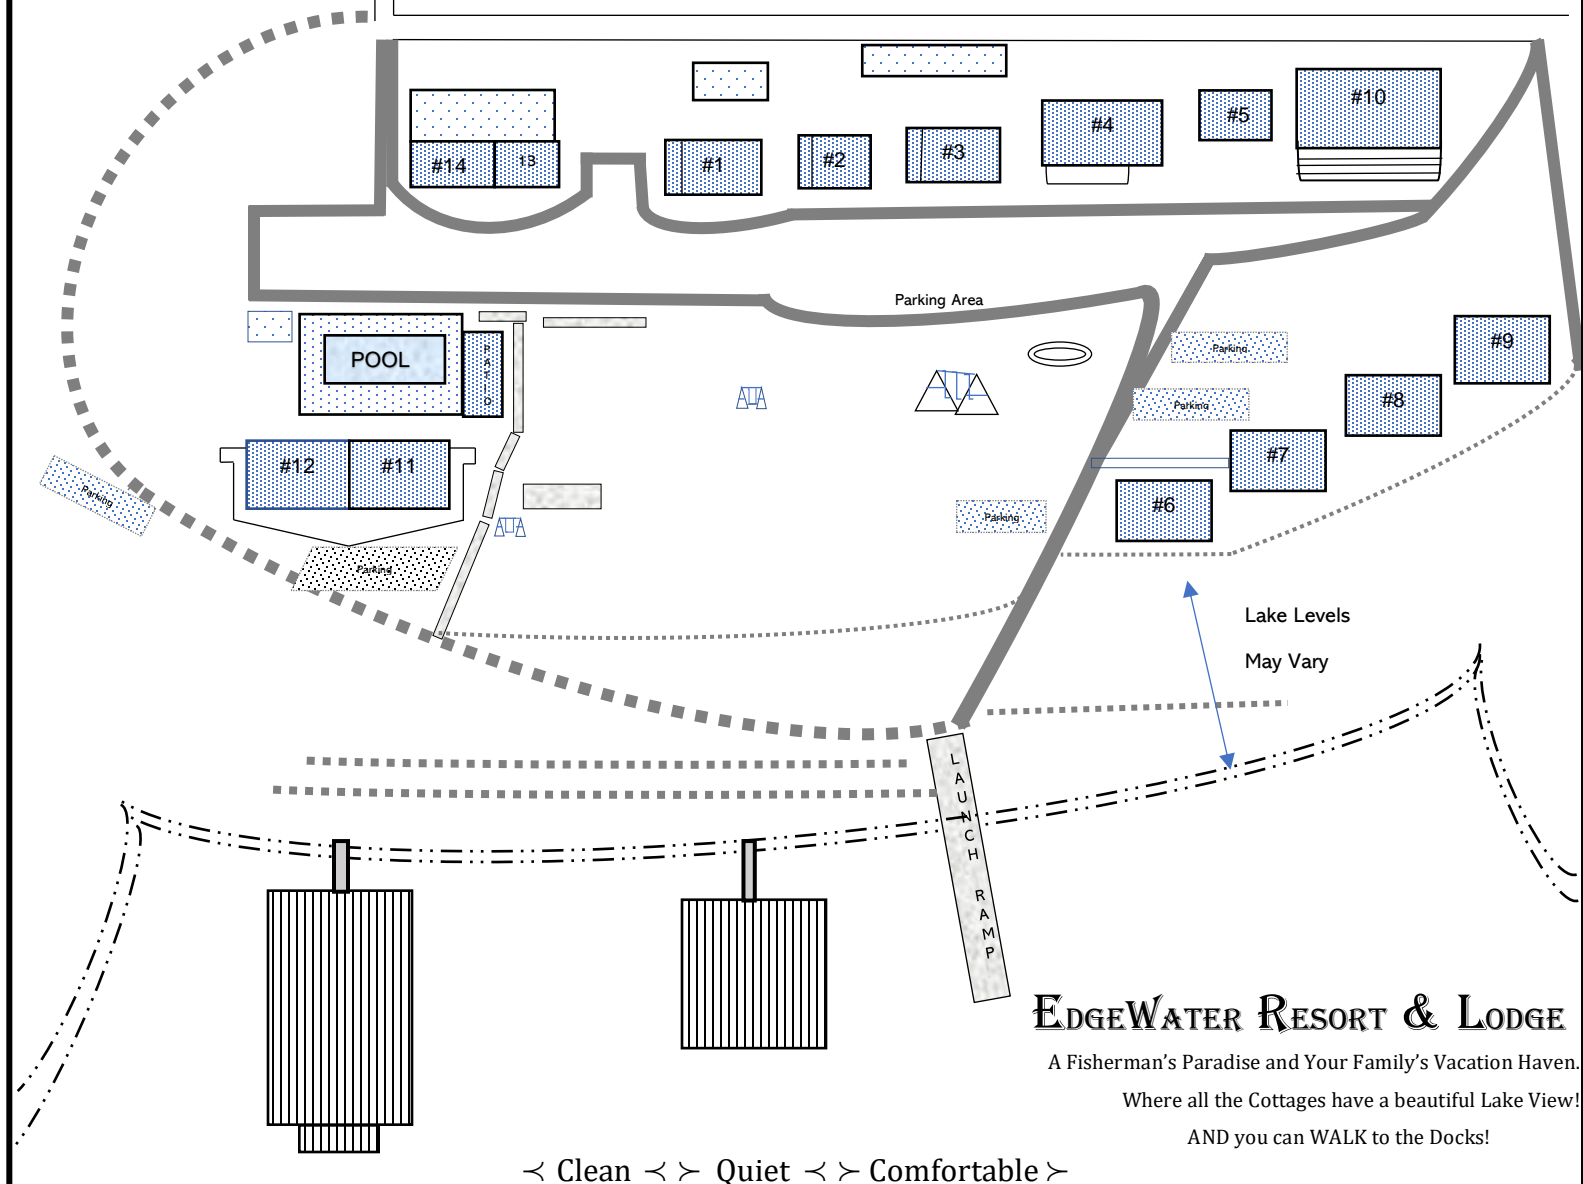 #10
#4
#5
#14
13
#1
#2
#3
Parking Area
POOL
PATIO
Parking
#9
#8
Parking
#7
#12
#11
Parking
#6
Parking
Parking
Lake Levels
May Vary
LAUNCH RAMP
EDGEWATER RESORT & LODGE
A Fisherman’s Paradise and Your Family’s Vacation Haven.
Where all the Cottages have a beautiful Lake View!
AND you can WALK to the Docks!
≺ Clean ≺ ≻ Quiet ≺ ≻ Comfortable ≻